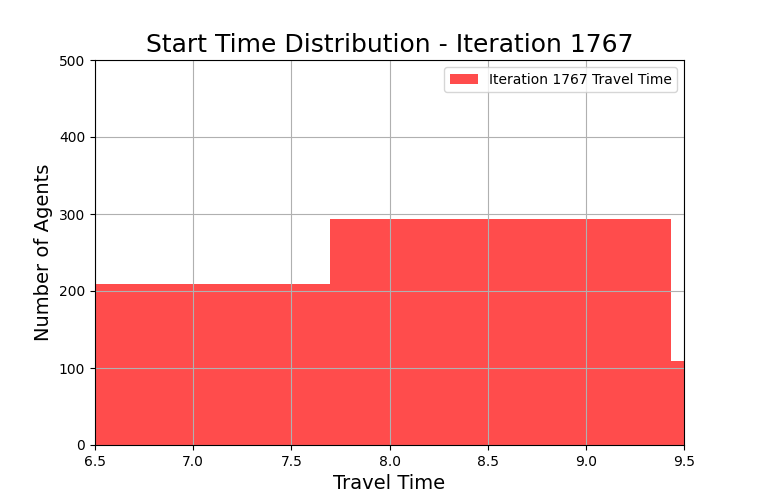 Start Time Distribution - Iteration 1767
500
Iteration 1767 Travel Time
400
300
200
100
0
Number of Agents
6.5 7.0 7.5 8.0 8.5 9.0 9.5
Travel Time